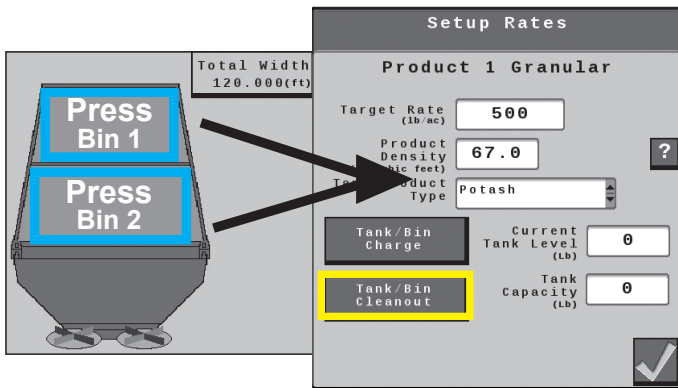 Setup Rates
Total Width
120.000(ft)
Press
Bin 1
Press
Bin 2
Product 1 Granular
Target Rate
(lb/ac)
500
Product
Density
feet)
67.0
?
Product
Type
Potash
Tank/Bin
Charge
Current
Tank Level
(Lb)
0
Tank/Bin
Cleanout
Tank
Capacity
(Lb)
0